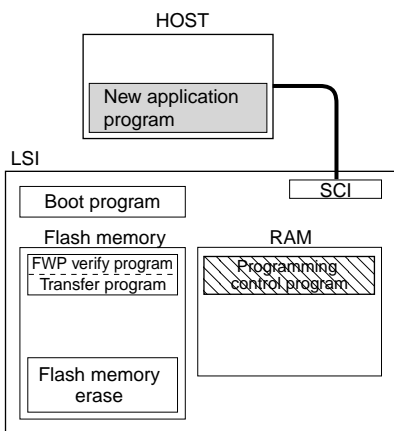 HOST
New application
program
LSI
SCI
Boot program
Flash memory
RAM
FWP verify program
Transfer program
Programming
control program
Flash memory
erase